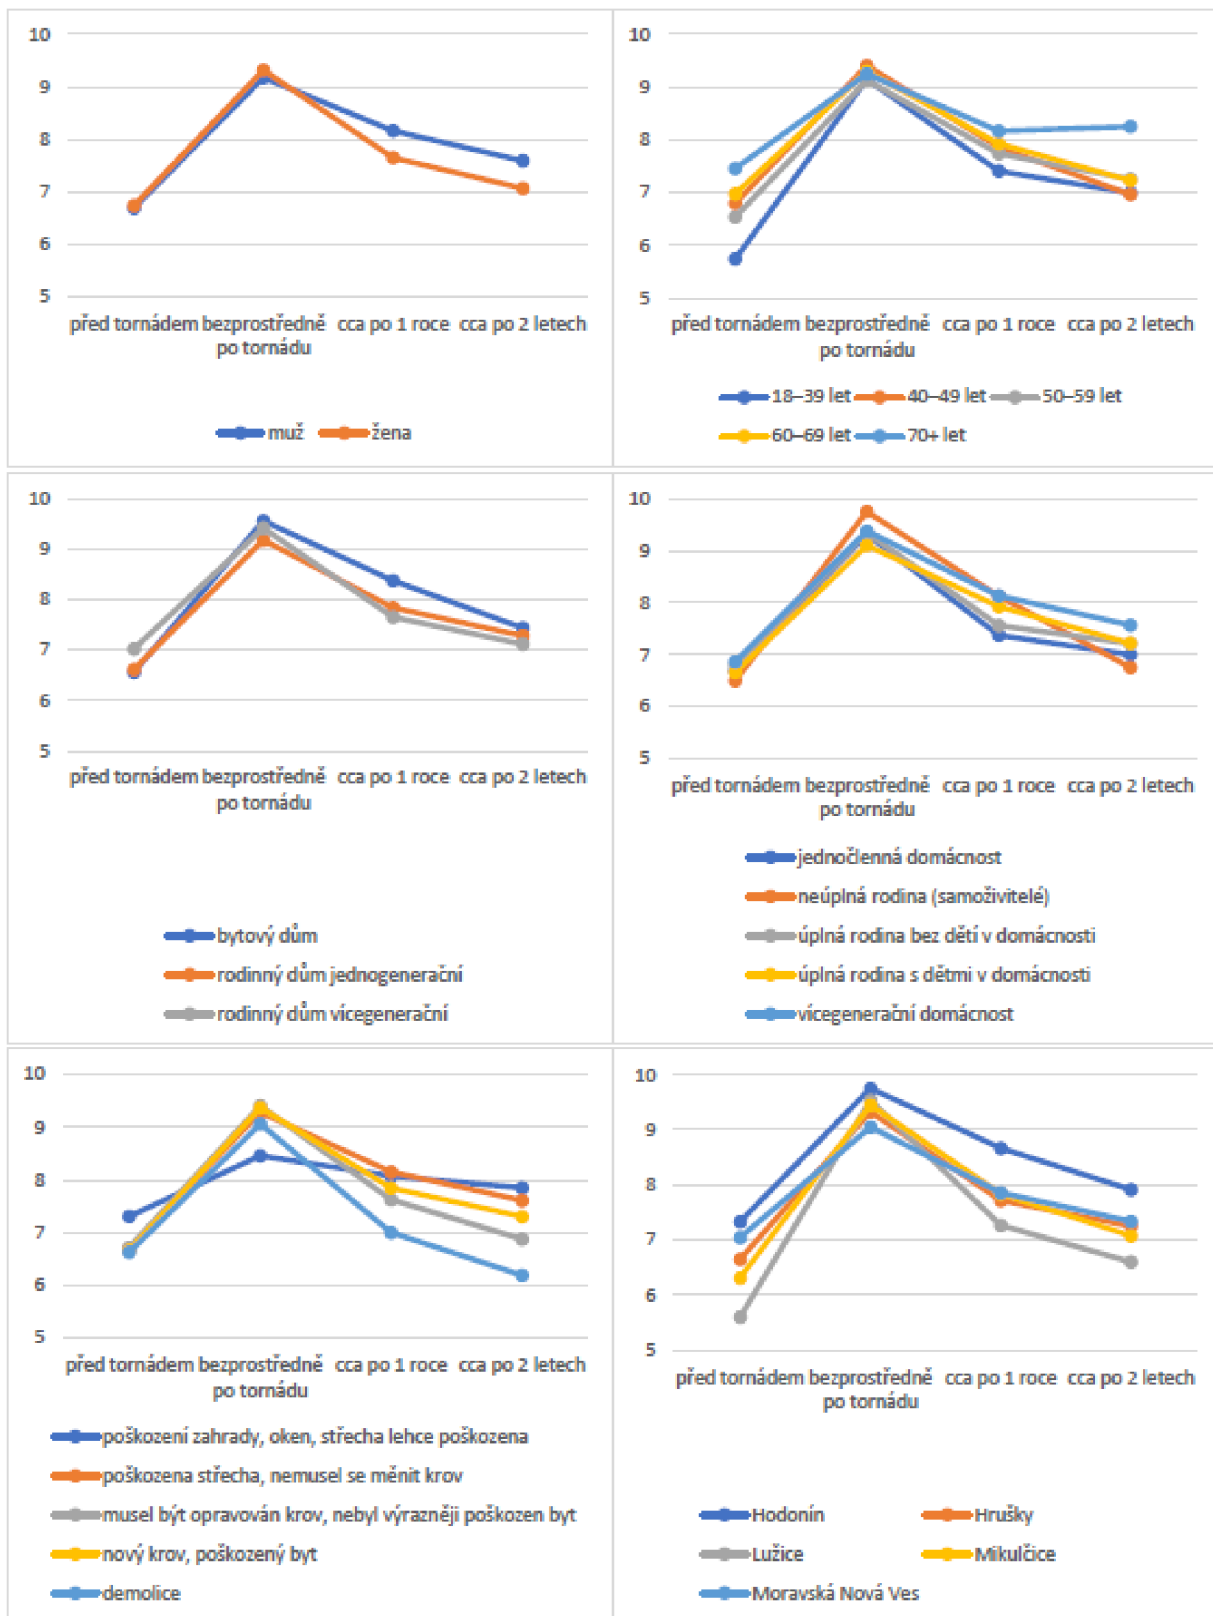 10
9
8
7
6
5
před tornádem bezprostředně cca po 1 roce cca po 2 letech
po tornádu
muž žena
10
9
8
7
6
5
před tornádem bezprostředně cca po 1 roce cca po 2 letech
po tornádu
18–39 let 40–49 let 50–59 let
60–69 let 70+ let
10
9
8
7
6
5
před tornádem bezprostředně cca po 1 roce cca po 2 letech
po tornádu
bytový dům
rodinný dům jednogenerační
rodinný dům vícegenerační
10
9
8
7
6
5
před tornádem bezprostředně cca po 1 roce cca po 2 letech
po tornádu
jednočlenná domácnost
neúplná rodina (samoživitelé)
úplná rodina bez dětí v domácnosti
úplná rodina s dětmi v domácnosti
vícegenerační domácnost
10
9
8
7
6
5
před tornádem bezprostředně cca po 1 roce cca po 2 letech
po tornádu
poškození zahrady, oken, střecha lehce poškozena
poškozena střecha, nemusel se měnit krov
musel být opravován krov, nebyl výrazněji poškozen byt
nový krov, poškozený byt
demolice
10
9
8
7
6
5
před tornádem bezprostředně cca po 1 roce cca po 2 letech
po tornádu
Hodonín Hrušky
Lužice Mikulčice
Moravská Nová Ves